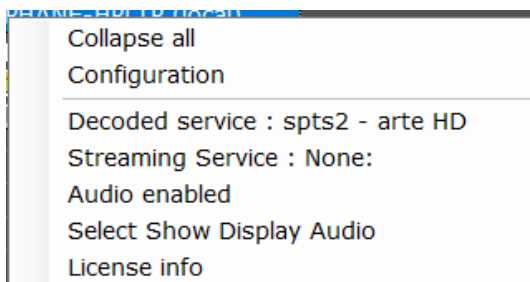 Collapse all
Configuration
Decoded service : spts2 - arte HD
Streaming Service : None:
Audio enabled
Select Show Display Audio
License info